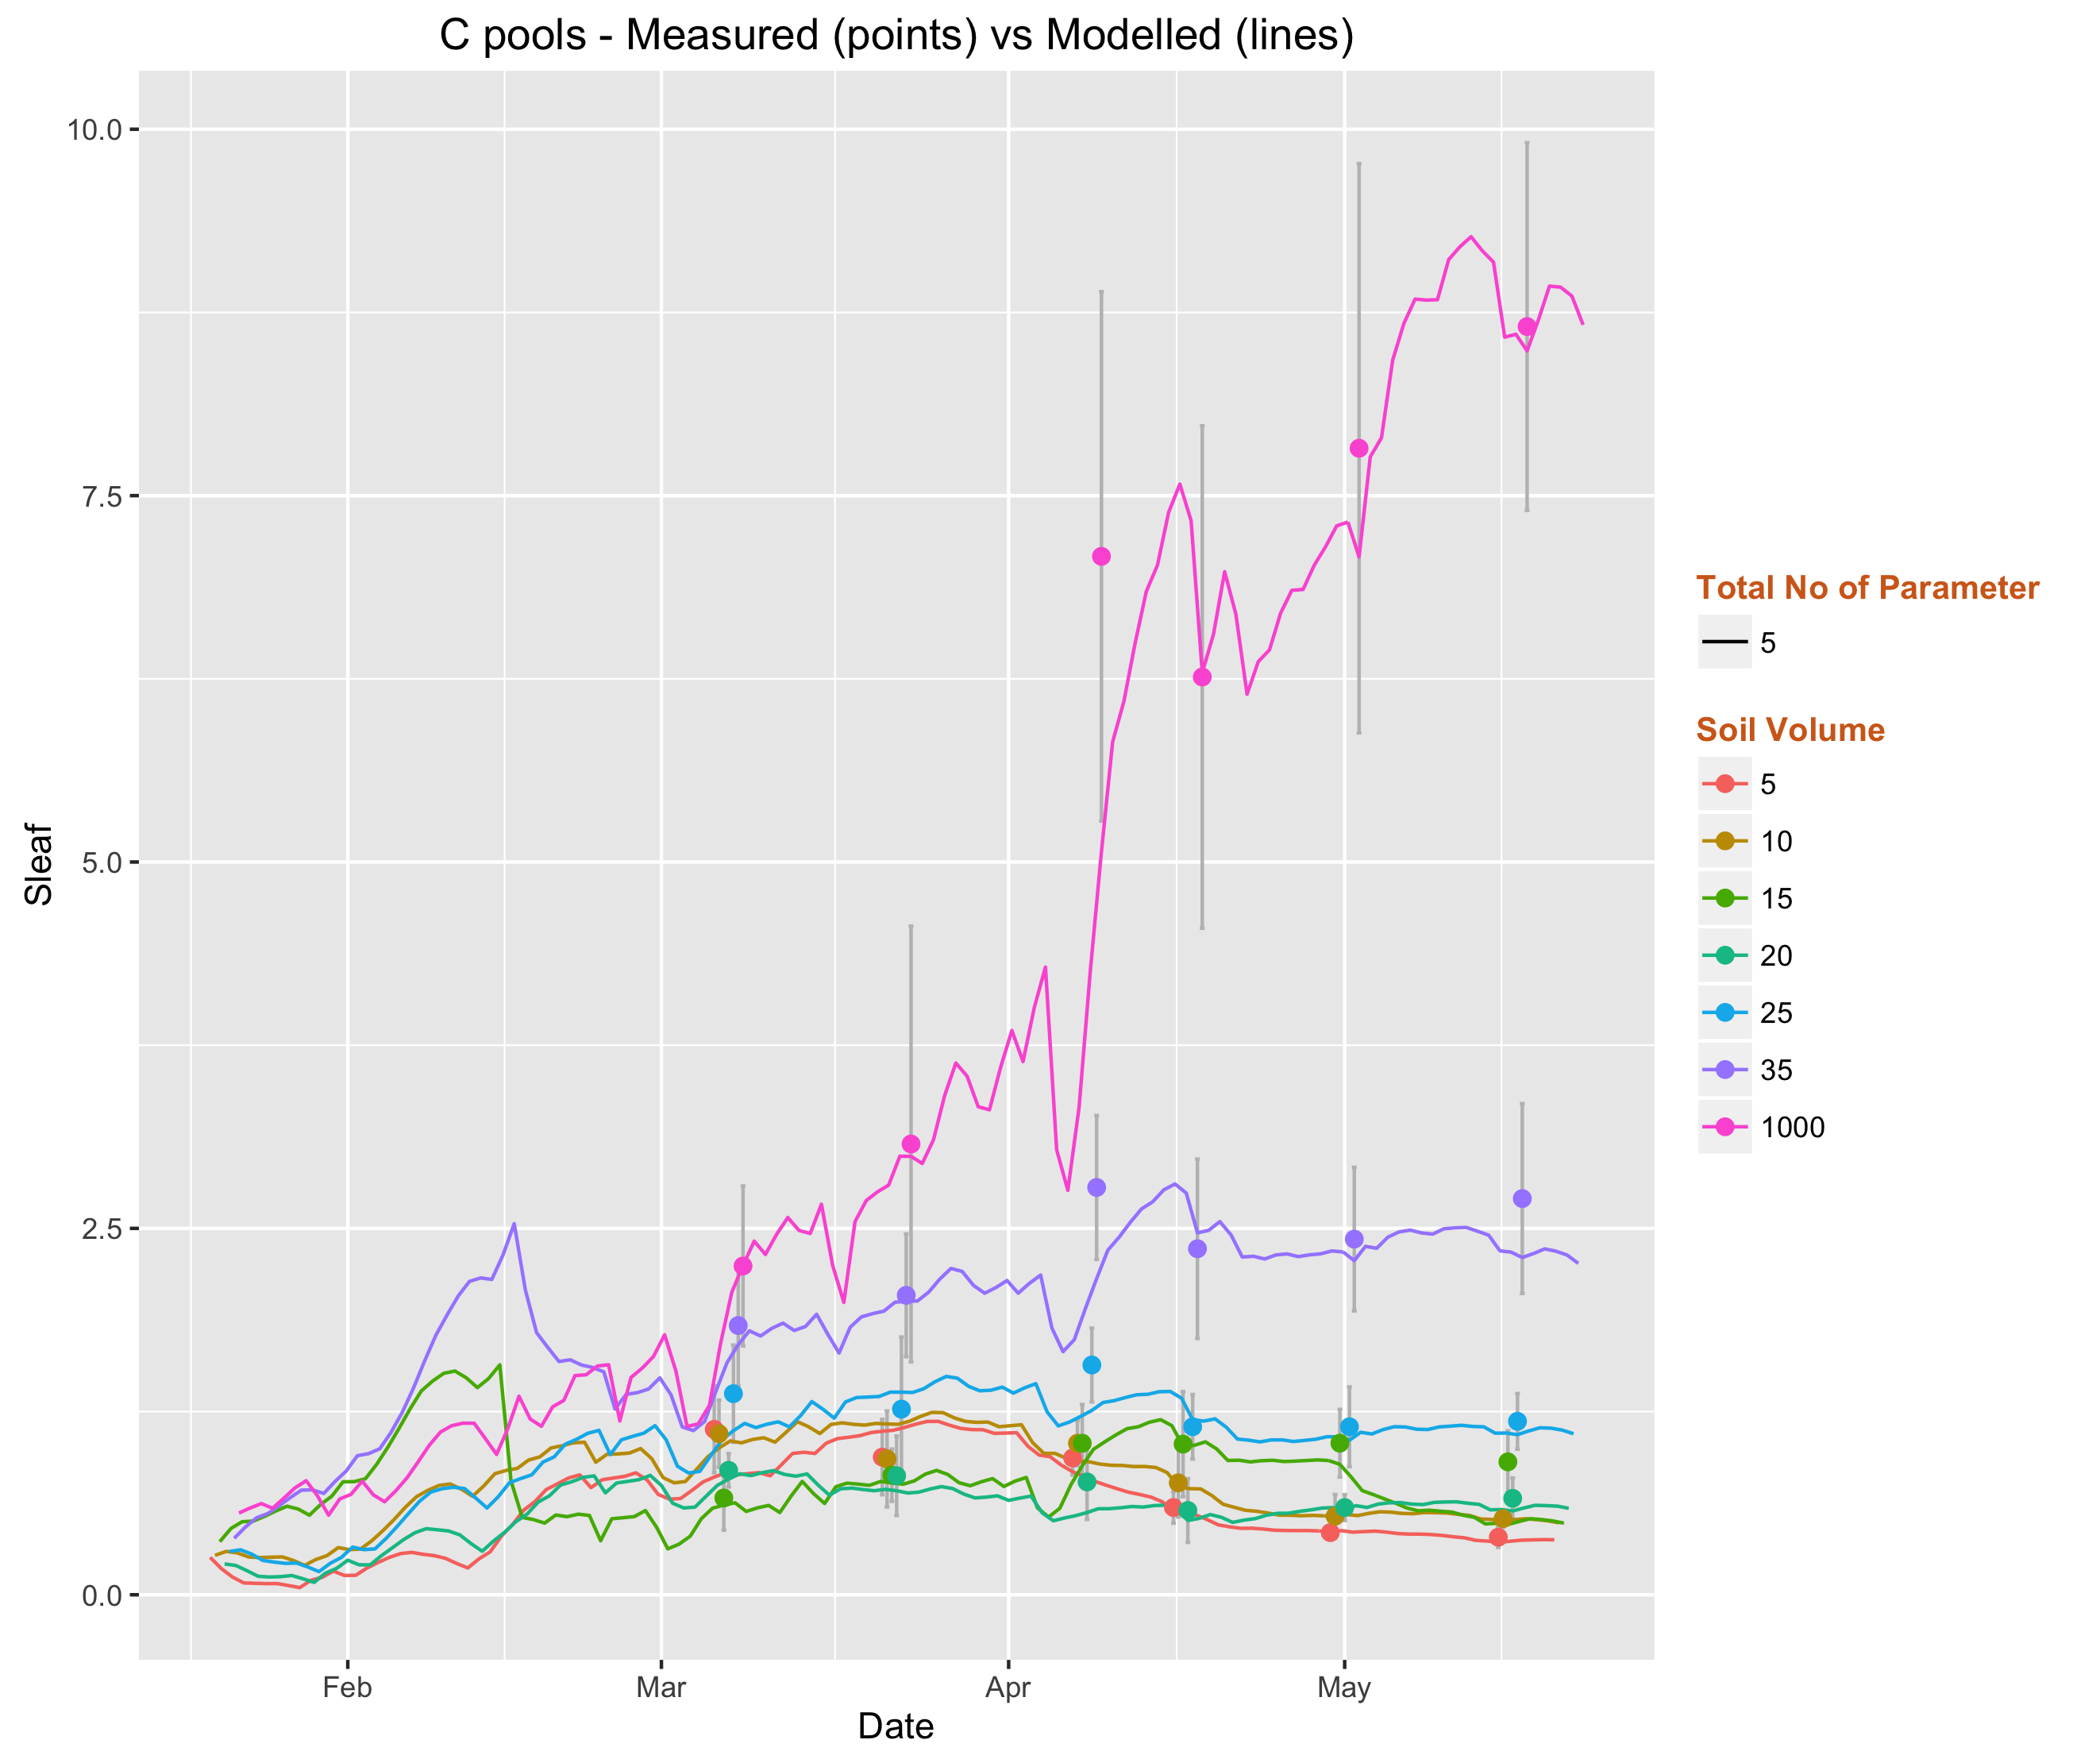 C pools - Measured (points) vs Modelled (lines)
10.0
7.5
5.0
2.5
0.0
Sleaf
Feb Mar Apr May
Date
Total No of Parameter
5
Soil Volume
5
10
15
20
25
35
1000